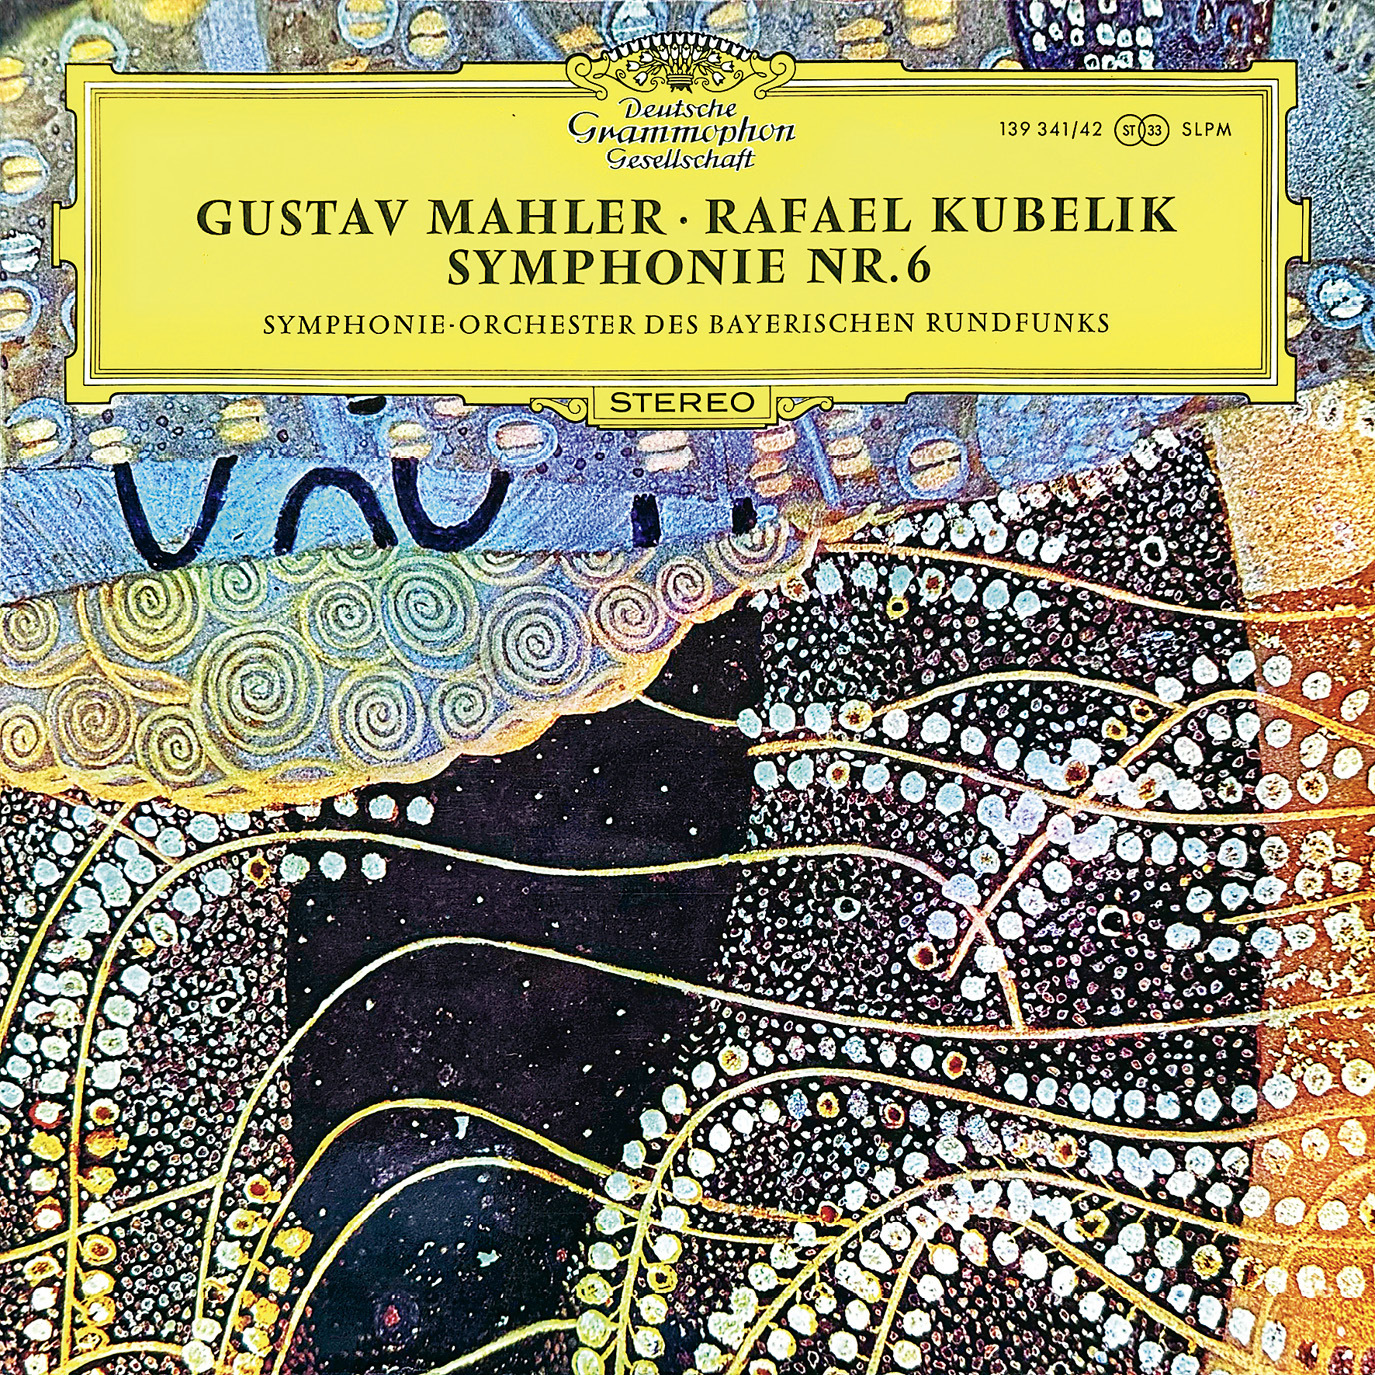 Deutsche
Grammophon
Gesellschaft
139 341/42 ST 33 SLPM
GUSTAV MAHLER · RAFAEL KUBELIK
SYMPHONIE NR. 6
SYMPHONIE-ORCHESTER DES BAYERISCHEN RUNDFUNKS
STEREO